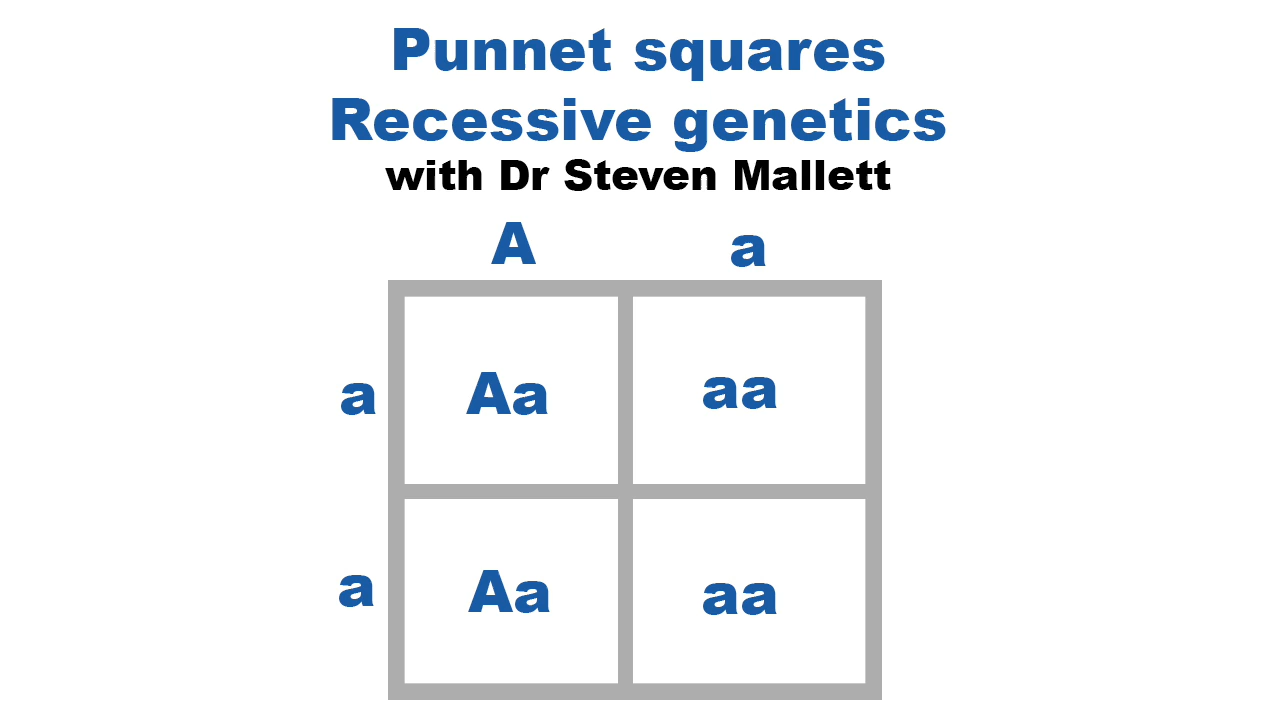 Punnet squares
Recessive genetics
with Dr Steven Mallett
A a
a Aa aa
a Aa aa